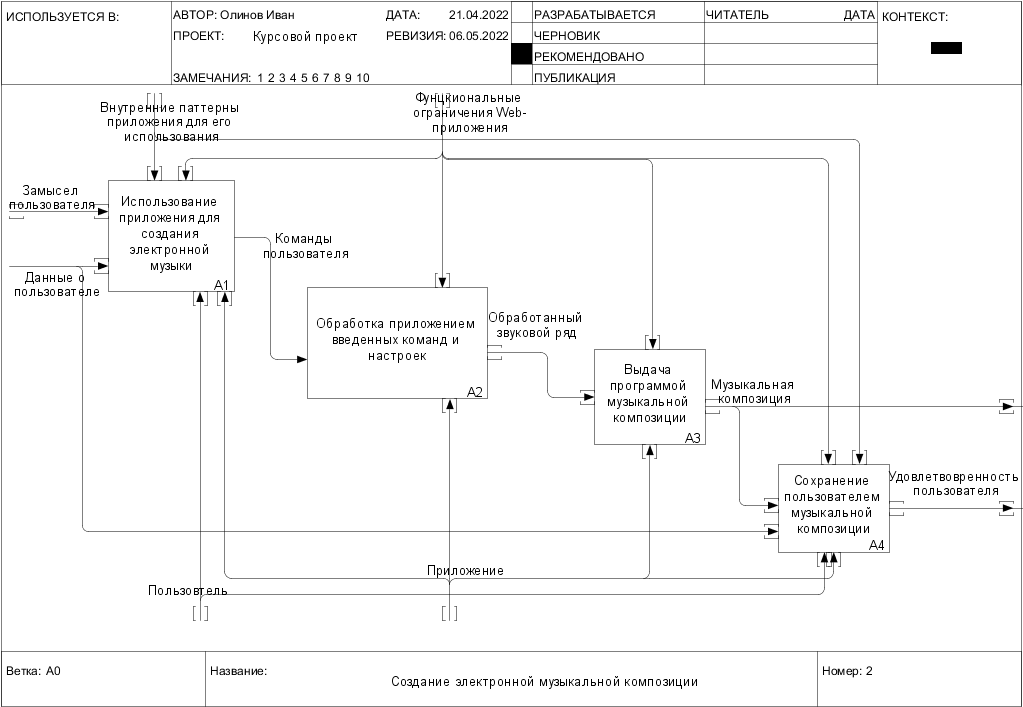 ИСПОЛЬЗУЕТСЯ В:
АВТОР: Олинов Иван
ДАТА: 21.04.2022
ПРОЕКТ: Курсовой проект
РЕВИЗИЯ: 06.05.2022
ЗАМЕЧАНИЯ: 1 2 3 4 5 6 7 8 9 10
РАЗРАБАТЫВАЕТСЯ
ЧЕРНОВИК
РЕКОМЕНДОВАНО
ПУБЛИКАЦИЯ
ЧИТАТЕЛЬ
ДАТА
КОНТЕКСТ:
Внутренние паттерны
приложения для его
использования
Функциональные
ограничения Web-
приложения
Замысел
пользователя
Данные о
пользователе
Использование
приложения для
создания
электронной
музыки
A1
Команды
пользователя
Обработка приложением
введенных команд и
настроек
A2
Обработанный
звуковой ряд
Выдача
программой
музыкальной
композиции
A3
Музыкальная
композиция
Сохранение
пользователем
музыкальной
композиции
A4
Удовлетвовренность
пользователя
Приложение
Пользовтель
Ветка: A0
Название:
Создание электронной музыкальной композиции
Номер: 2